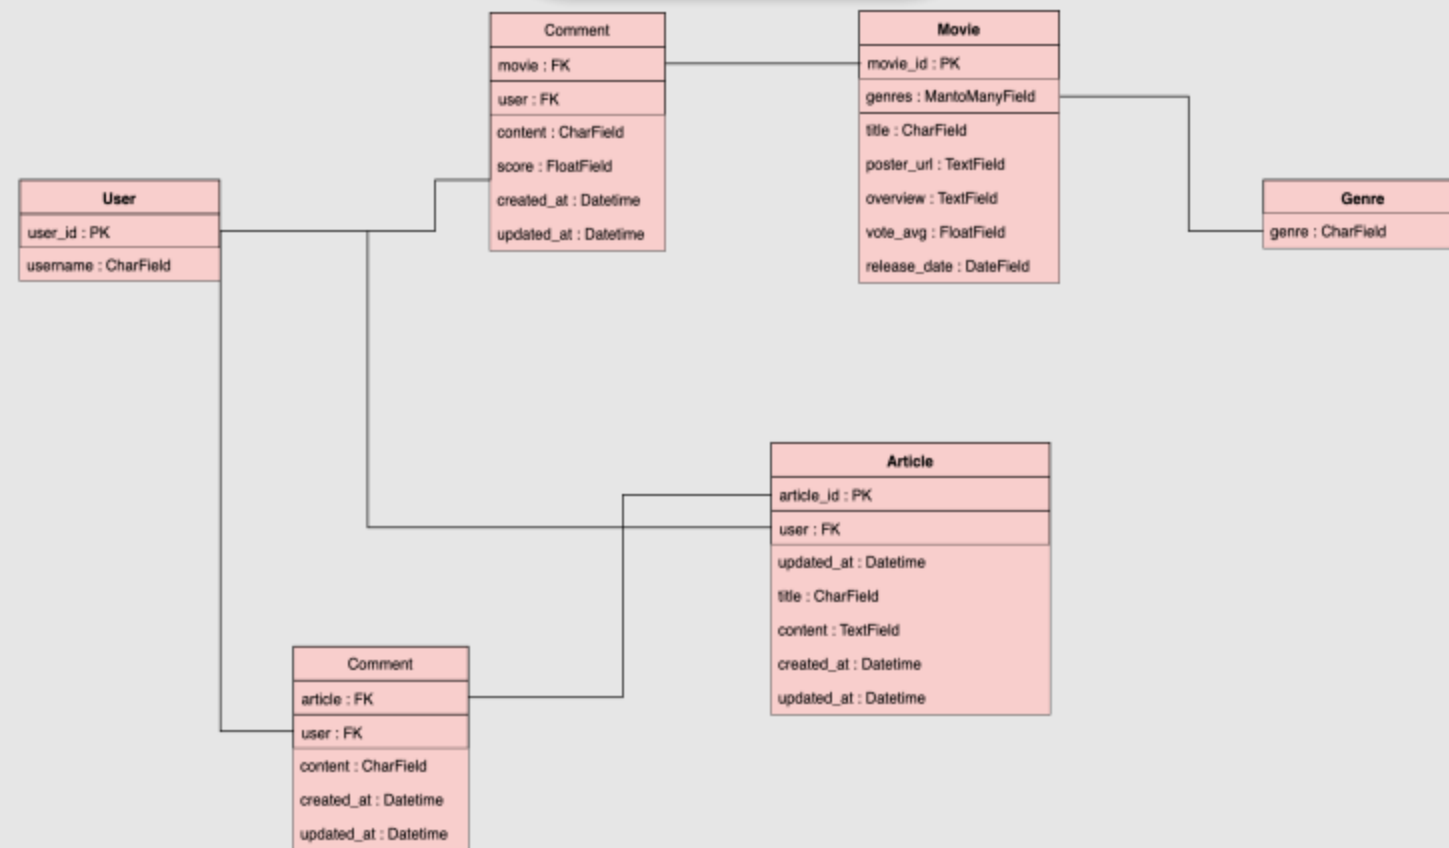 Comment
movie : FK
user : FK
content : CharField
score : FloatField
created_at : Datetime
updated_at : Datetime
Movie
movie_id : PK
genres : MantoManyField
title : CharField
poster_url : TextField
overview : TextField
vote_avg : FloatField
release_date : DateField
User
user_id : PK
username : CharField
Genre
genre : CharField
Article
article_id : PK
user : FK
updated_at : Datetime
title : CharField
content : TextField
created_at : Datetime
updated_at : Datetime
Comment
article : FK
user : FK
content : CharField
created_at : Datetime
updated_at : Datetime